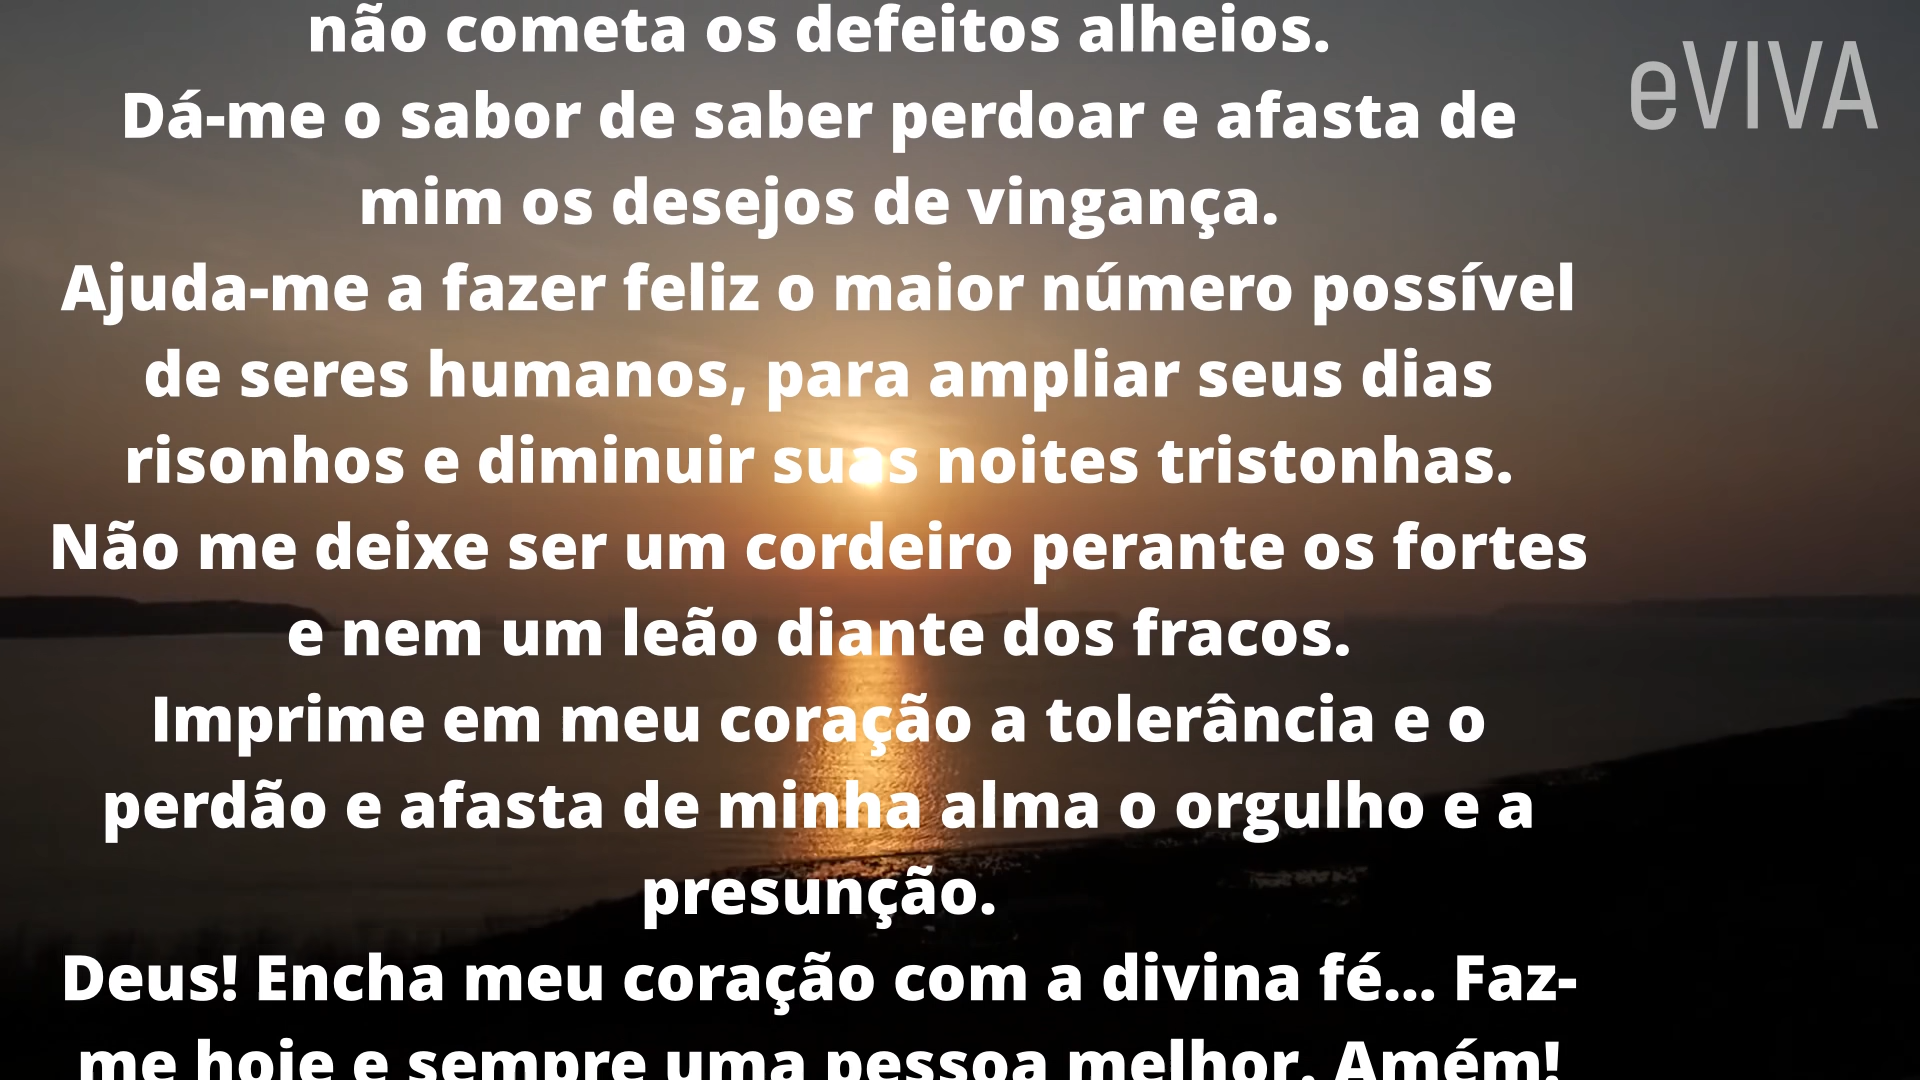 não cometa os defeitos alheios.
eVIVA
Dá-me o sabor de saber perdoar e afasta de
mim os desejos de vingança.
Ajuda-me a fazer feliz o maior número possível
de seres humanos, para ampliar seus dias
risonhos e diminuir suas noites tristonhas.
Não me deixe ser um cordeiro perante os fortes
e nem um leão diante dos fracos.
Imprime em meu coração a tolerância e o
perdão e afasta de minha alma o orgulho e a
presunção.
Deus! Encha meu coração com a divina fé... Faz-
me hoje e sempre uma pessoa melhor. Amém!